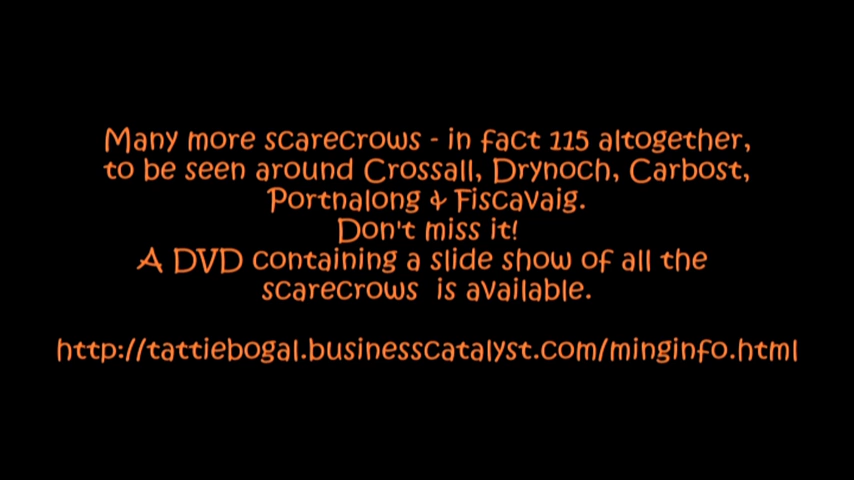 Many more scarecrows - in fact 115 altogether,
to be seen around Crossall, Drynoch, Carbost,
Portnalong & Fiscavaig.
Don't miss it!
A DVD containing a slide show of all the
scarecrows is available.
http://tattiebogal.businesscatalyst.com/minginfo.html